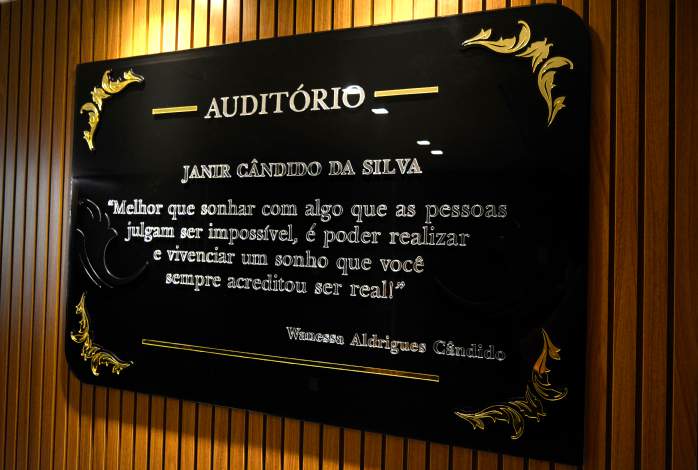 AUDITÓRIO
JANIR CÂNDIDO DA SILVA
“Melhor que sonhar com algo que as pessoas
julgam ser impossível, é poder realizar
e vivenciar um sonho que você
sempre acreditou ser real!”
Wanessa Aldrigues Cândido